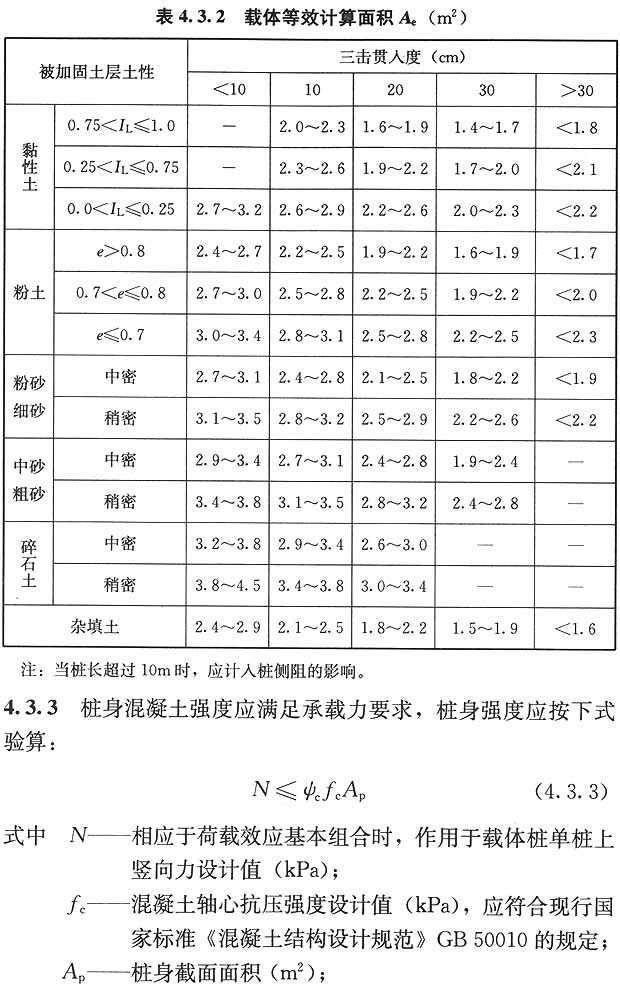 表 4.3.2 载体等效计算面积 Ae（m²）
被加固土层土性 三击贯入度（cm）
<10 10 20 30 >30
黏性土 0.75<IL≤1.0 — 2.0～2.3 1.6～1.9 1.4～1.7 <1.8
0.25<IL≤0.75 — 2.3～2.6 1.9～2.2 1.7～2.0 <2.1
0.0<IL≤0.25 2.7～3.2 2.6～2.9 2.2～2.6 2.0～2.3 <2.2
粉土 e>0.8 2.4～2.7 2.2～2.5 1.9～2.2 1.6～1.9 <1.7
0.7<e≤0.8 2.7～3.0 2.5～2.8 2.2～2.5 1.9～2.2 <2.0
e≤0.7 3.0～3.4 2.8～3.1 2.5～2.8 2.2～2.5 <2.3
粉砂细砂 中密 2.7～3.1 2.4～2.8 2.1～2.5 1.8～2.2 <1.9
稍密 3.1～3.5 2.8～3.2 2.5～2.9 2.2～2.6 <2.2
中砂粗砂 中密 2.9～3.4 2.7～3.1 2.4～2.8 1.9～2.4 —
稍密 3.4～3.8 3.1～3.5 2.8～3.2 2.4～2.8 —
碎石土 中密 3.2～3.8 2.9～3.4 2.6～3.0 — —
稍密 3.8～4.5 3.4～3.8 3.0～3.4 — —
杂填土 2.4～2.9 2.1～2.5 1.8～2.2 1.5～1.9 <1.6
注：当桩长超过 10m 时，应计入桩侧阻的影响。
4.3.3 桩身混凝土强度应满足承载力要求，桩身强度应按下式
验算：
N≤ψcfcAp （4.3.3）
式中 N——相应于荷载效应基本组合时，作用于载体桩单桩上
竖向力设计值（kPa）；
fc——混凝土轴心抗压强度设计值（kPa），应符合现行国
家标准《混凝土结构设计规范》GB 50010 的规定；
Ap——桩身截面面积（m²）；